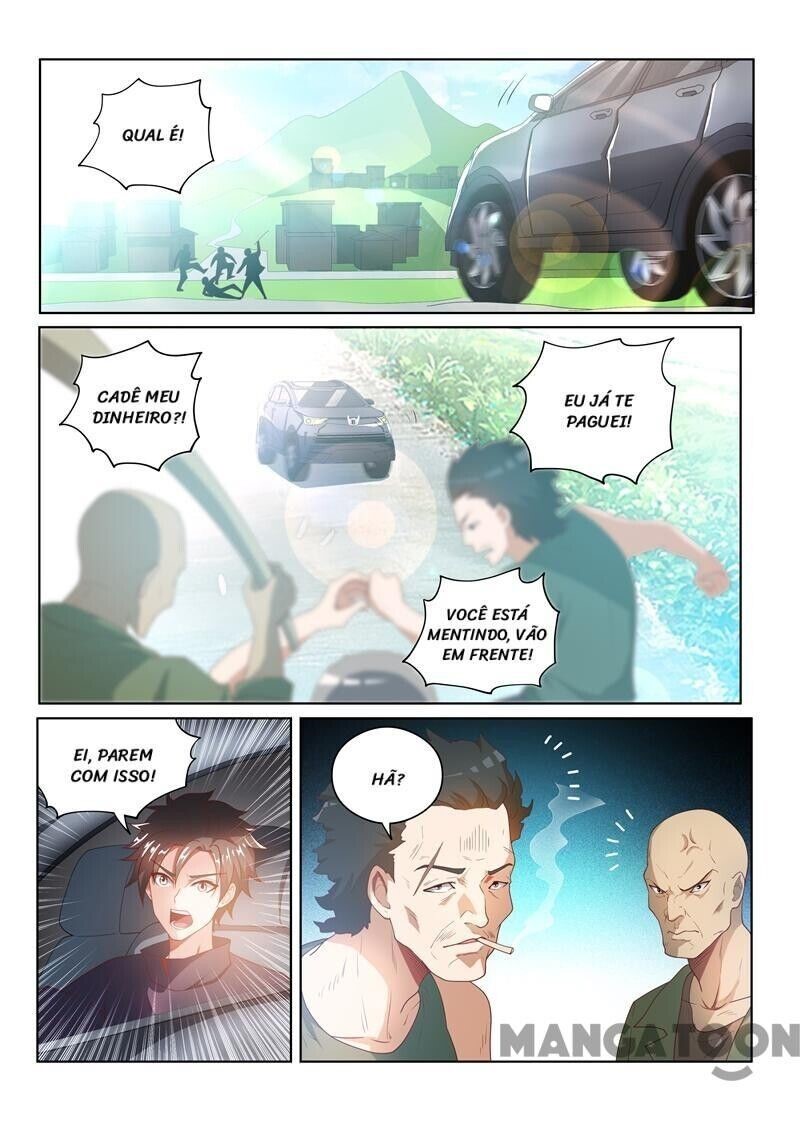 QUAL É!
CADÊ MEU
DINHEIRO?!
EU JÁ TE
PAGUEI!
VOCÊ ESTÁ
MENTINDO, VÃO
EM FRENTE!
EI, PAREM
COM ISSO!
HÃ?
MANGATOON